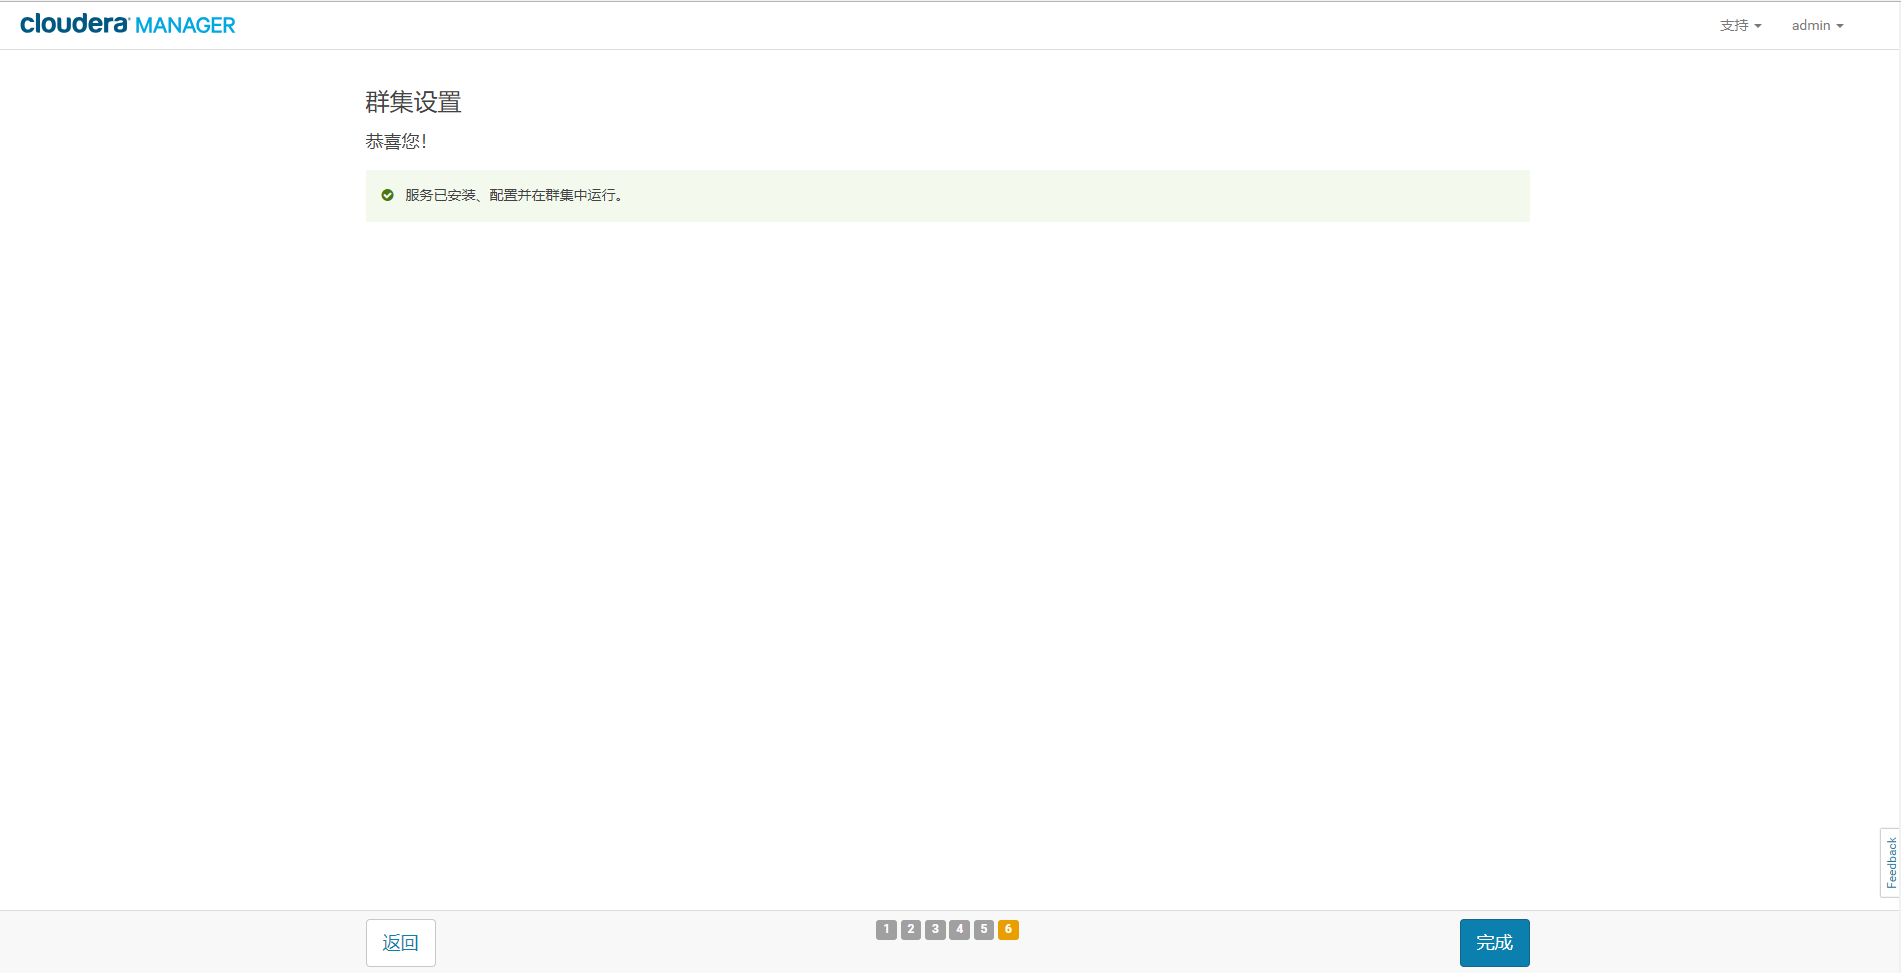 cloudera MANAGER
支持 admin
群集设置
恭喜您！
服务已安装、配置并在群集中运行。
Feedback
返回 1 2 3 4 5 6 完成